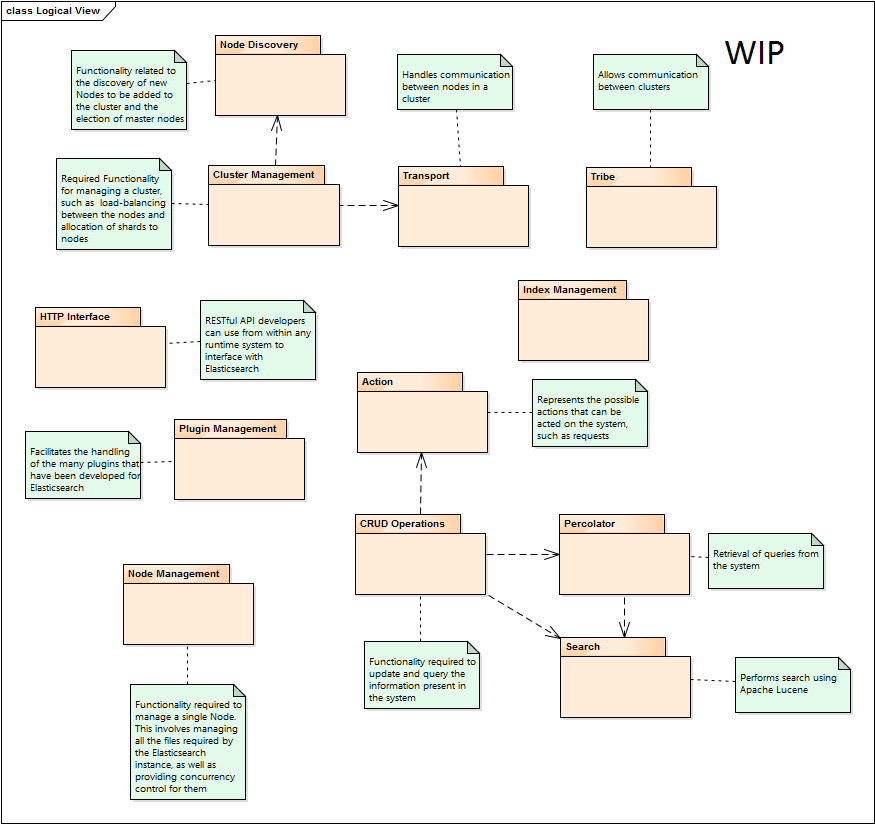 class Logical View
WIP
Node Discovery
Functionality related to
the discovery of new
Nodes to be added to
the cluster and the
election of master nodes
Handles communication
between nodes in a
cluster
Allows communication
between clusters
Cluster Management
Required Functionality
for managing a cluster,
such as  load-balancing
between the nodes and
allocation of shards to
nodes
Transport
Tribe
Index Management
HTTP Interface
RESTful API developers
can use from within any
runtime system to
interface with
Elasticsearch
Action
Represents the possible
actions that can be
acted on the system,
such as requests
Plugin Management
Facilitates the handling
of the many plugins that
have been developed for
Elasticsearch
CRUD Operations
Percolator
Retrieval of queries from
the system
Node Management
Search
Functionality required to
update and query the
information present in
the system
Performs search using
Apache Lucene
Functionality required to
manage a single Node.
This involves managing
all the files required by
the Elasticsearch
instance, as well as
providing concurrency
control for them